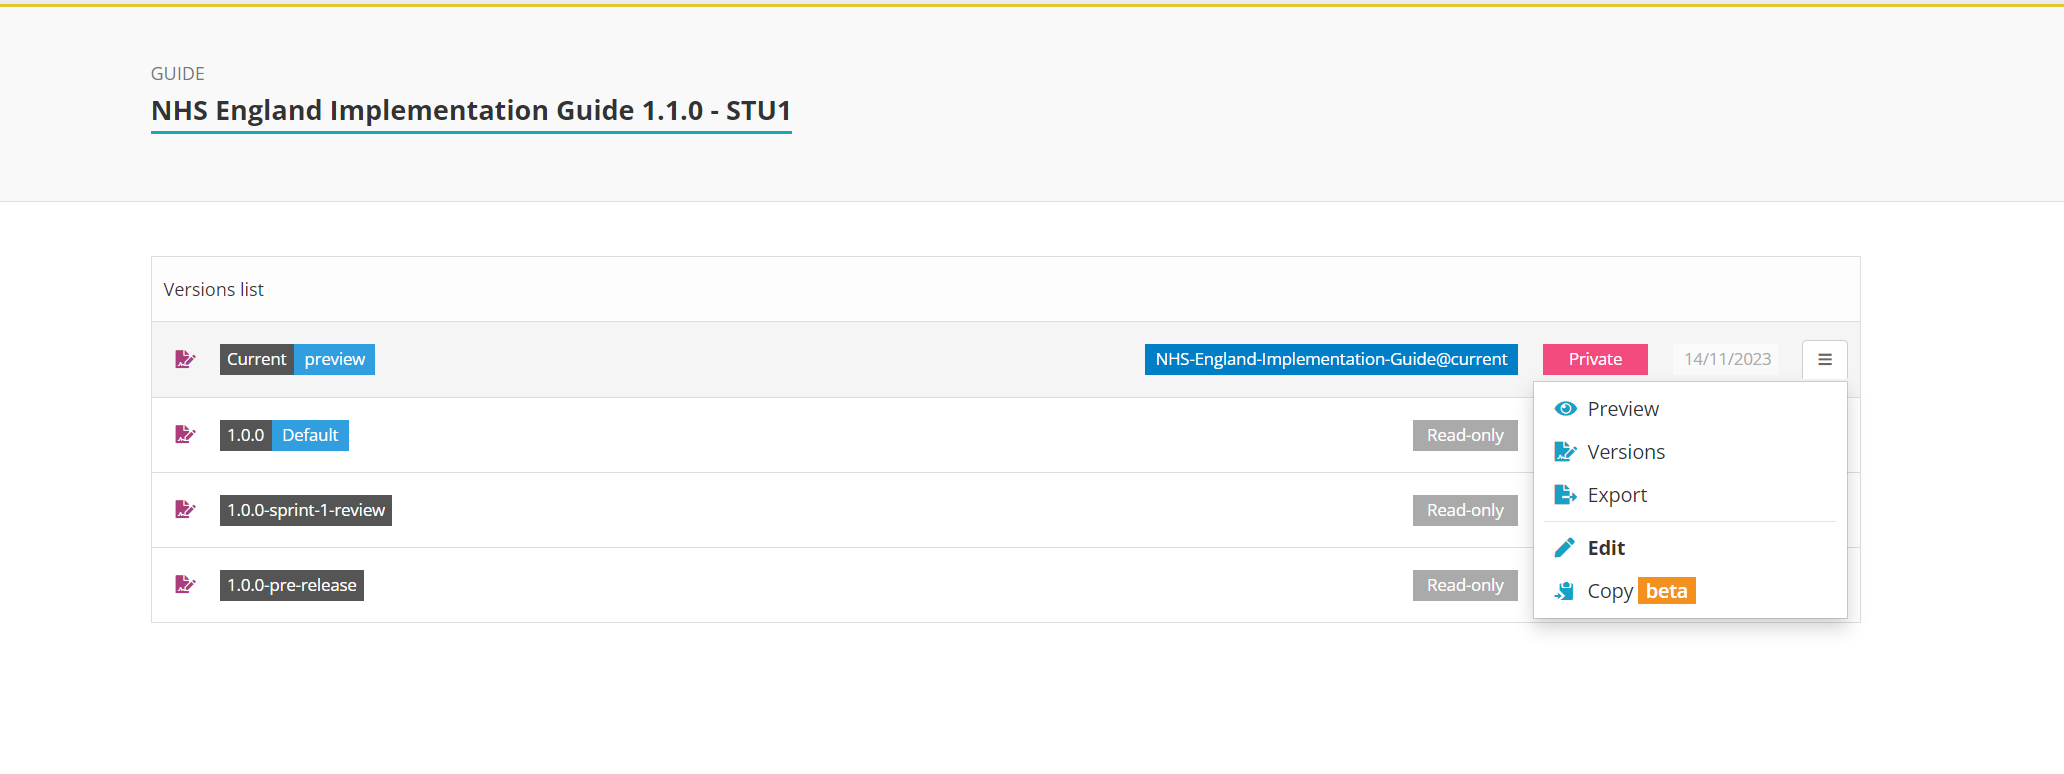 GUIDE
NHS England Implementation Guide 1.1.0 - STU1
Versions list
Current preview NHS-England-Implementation-Guide@current Private 14/11/2023
1.0.0 Default Read-only
1.0.0-sprint-1-review Read-only
1.0.0-pre-release Read-only
Preview
Versions
Export
Edit
Copy beta